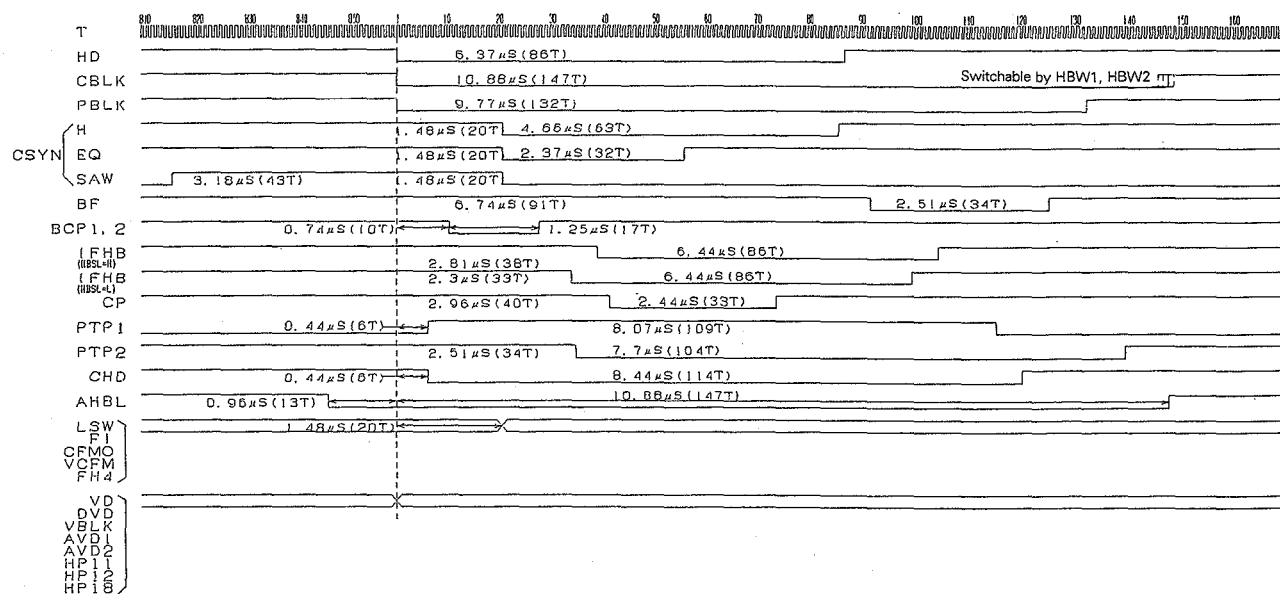 T 810 820 830 840 850 1 10 20 30 40 50 60 70 80 90 100 110 120 130 140 150 160
HD 6.37μS(86T)
CBLK 10.88μS(147T) Switchable by HBW1, HBW2
PBLK 9.77μS(132T)
H 1.48μS(20T) 4.66μS(63T)
CSYN EQ 1.48μS(20T) 2.37μS(32T)
SAW 3.18μS(43T) 1.48μS(20T)
BF 6.74μS(91T) 2.51μS(34T)
BCP1, 2 0.74μS(10T) 1.25μS(17T)
(HBSL=H) 2.81μS(38T) 6.44μS(86T)
(HBSL=L) 2.3μS(33T) 6.44μS(86T)
CP 2.96μS(40T) 2.44μS(33T)
PTP1 0.44μS(6T) 8.07μS(109T)
PTP2 2.51μS(34T) 7.7μS(104T)
CHD 0.44μS(6T) 8.44μS(114T)
AHBL 0.96μS(13T) 10.88μS(147T)
LSW 1.48μS(20T)
F1
CFMO
VCFM
FH4
VD
DVD
VBLK
AVD1
AVD2
HP11
HP12
HP18